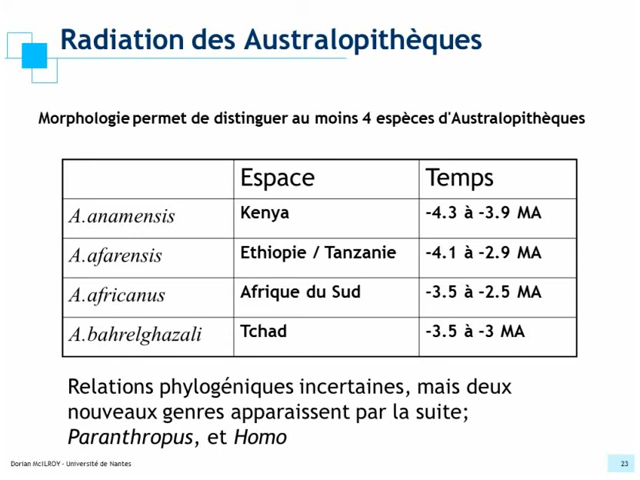 Radiation des Australopithèques
Morphologie permet de distinguer au moins 4 espèces d'Australopithèques
Espace Temps
A.anamensis Kenya -4.3 à -3.9 MA
A.afarensis Ethiopie / Tanzanie -4.1 à -2.9 MA
A.africanus Afrique du Sud -3.5 à -2.5 MA
A.bahrelghazali Tchad -3.5 à -3 MA
Relations phylogéniques incertaines, mais deux
nouveaux genres apparaissent par la suite;
Paranthropus, et Homo
Dorian McILROY - Université de Nantes 23